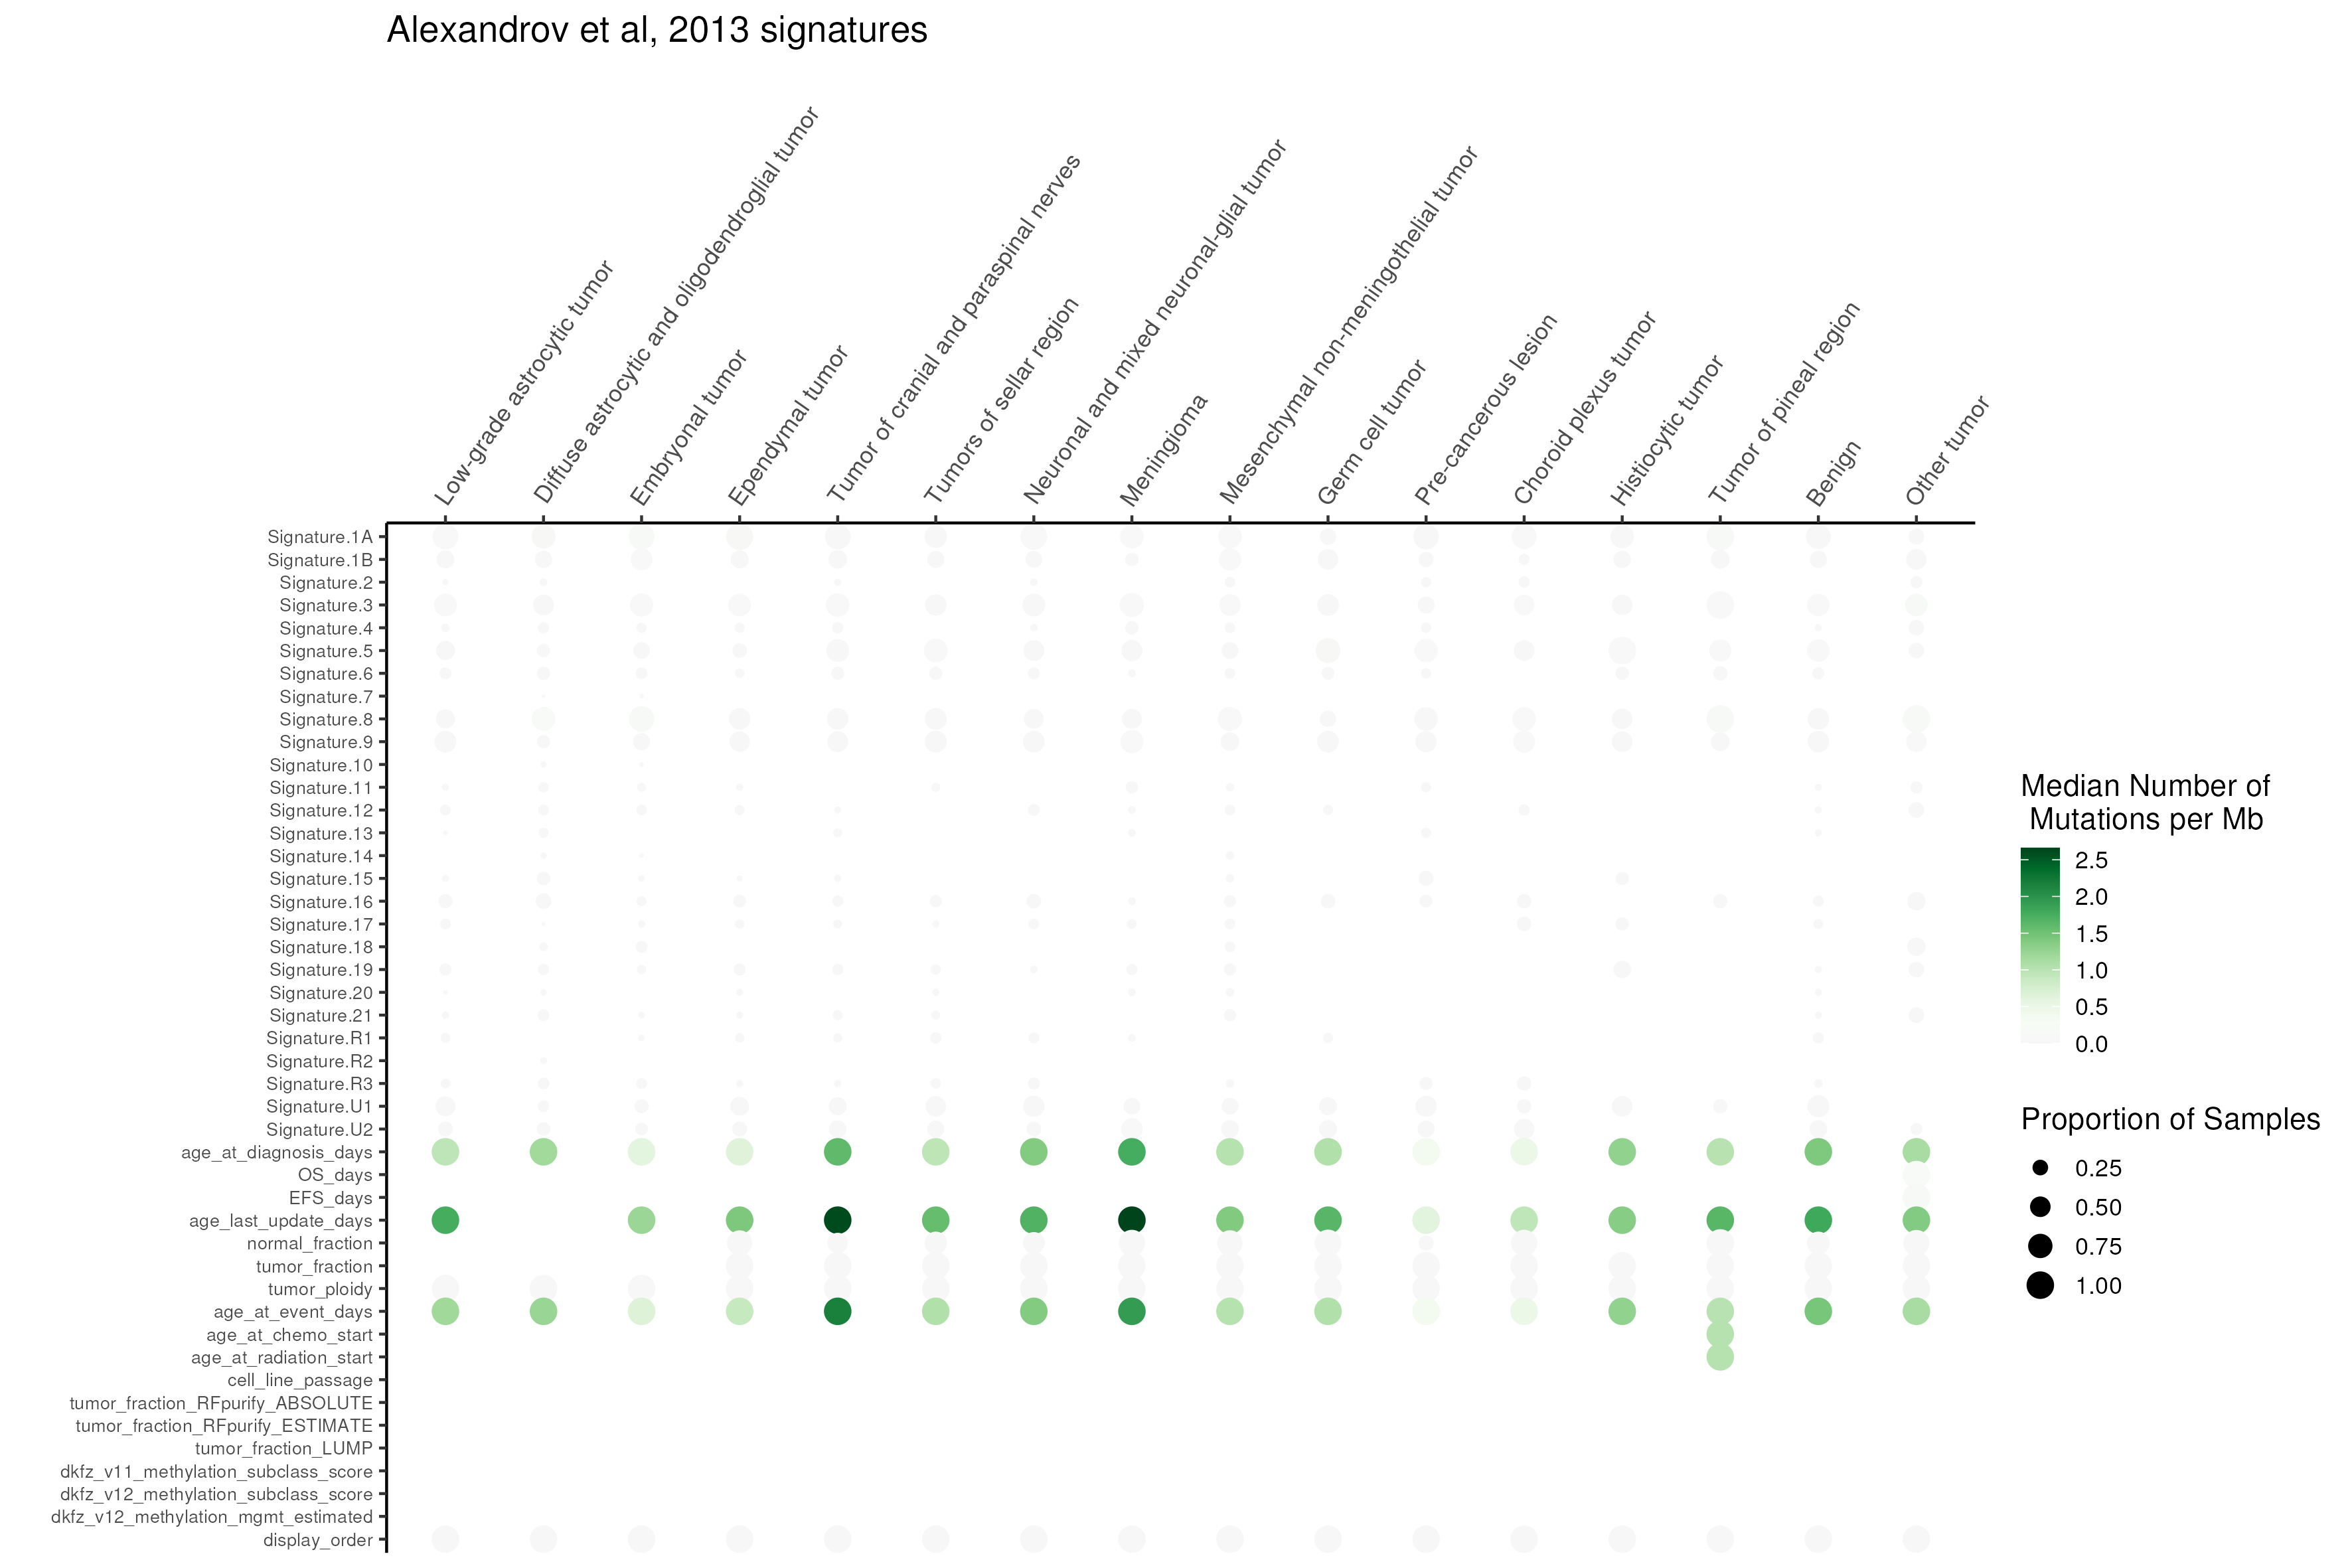 Alexandrov et al, 2013 signatures
Low-grade astrocytic tumor
Diffuse astrocytic and oligodendroglial tumor
Embryonal tumor
Ependymal tumor
Tumor of cranial and paraspinal nerves
Tumors of sellar region
Neuronal and mixed neuronal-glial tumor
Meningioma
Mesenchymal non-meningothelial tumor
Germ cell tumor
Pre-cancerous lesion
Choroid plexus tumor
Histiocytic tumor
Tumor of pineal region
Benign
Other tumor
Signature.1A
Signature.1B
Signature.2
Signature.3
Signature.4
Signature.5
Signature.6
Signature.7
Signature.8
Signature.9
Signature.10
Signature.11
Signature.12
Signature.13
Signature.14
Signature.15
Signature.16
Signature.17
Signature.18
Signature.19
Signature.20
Signature.21
Signature.R1
Signature.R2
Signature.R3
Signature.U1
Signature.U2
age_at_diagnosis_days
OS_days
EFS_days
age_last_update_days
normal_fraction
tumor_fraction
tumor_ploidy
age_at_event_days
age_at_chemo_start
age_at_radiation_start
cell_line_passage
tumor_fraction_RFpurify_ABSOLUTE
tumor_fraction_RFpurify_ESTIMATE
tumor_fraction_LUMP
dkfz_v11_methylation_subclass_score
dkfz_v12_methylation_subclass_score
dkfz_v12_methylation_mgmt_estimated
display_order
Median Number of
Mutations per Mb
2.5
2.0
1.5
1.0
0.5
0.0
Proportion of Samples
0.25
0.50
0.75
1.00